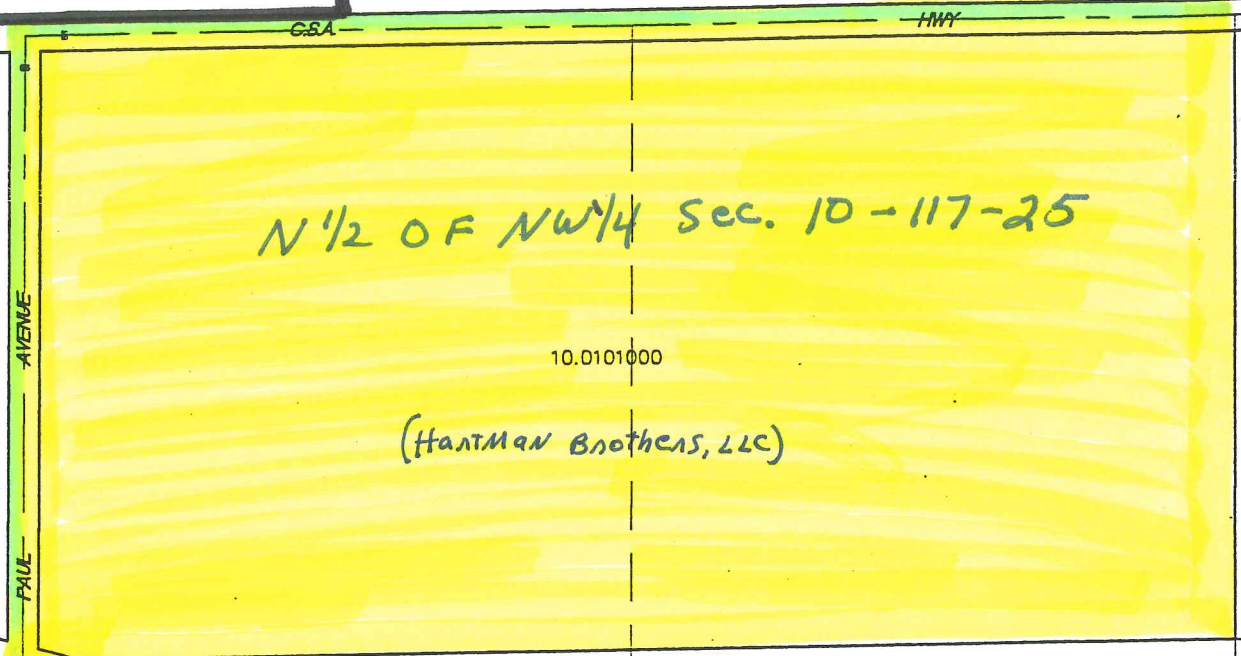 C.S.A. HWY
N 1/2 OF NW 1/4 Sec. 10-117-25
AVENUE
10.0101000
(Hartman Brothers, LLC)
PAUL